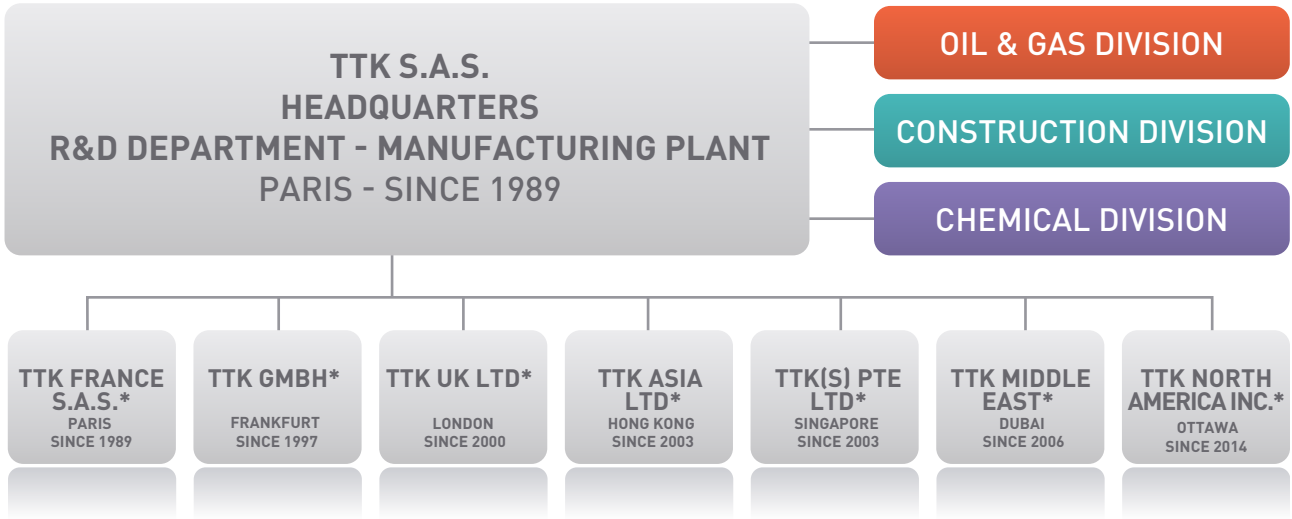 TTK S.A.S.
HEADQUARTERS
R&D DEPARTMENT - MANUFACTURING PLANT
PARIS - SINCE 1989
OIL & GAS DIVISION
CONSTRUCTION DIVISION
CHEMICAL DIVISION
TTK FRANCE
S.A.S.*
PARIS
SINCE 1989
TTK GMBH*
FRANKFURT
SINCE 1997
TTK UK LTD*
LONDON
SINCE 2000
TTK ASIA
LTD*
HONG KONG
SINCE 2003
TTK(S) PTE
LTD*
SINGAPORE
SINCE 2003
TTK MIDDLE
EAST*
DUBAI
SINCE 2006
TTK NORTH
AMERICA INC.*
OTTAWA
SINCE 2014